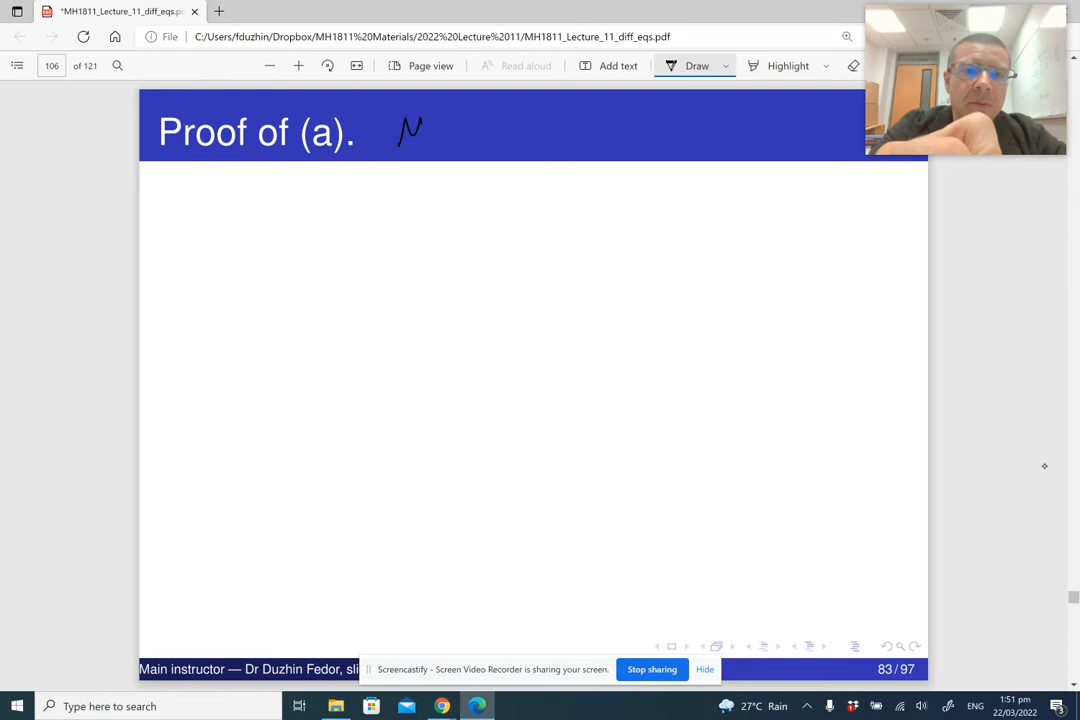 *MH1811_Lecture_11_diff_eqs.pd
File
C:/Users/fduzhin/Dropbox/MH1811%20Materials/2022%20Lecture%2011/MH1811_Lecture_11_diff_eqs.pdf
106 of 121
Page view
Read aloud
Add text
Draw
Highlight
Proof of (a).
Main instructor — Dr Duzhin Fedor, sli
83/97
Screencastify - Screen Video Recorder is sharing your screen.
Stop sharing
Hide
Type here to search
27°C Rain
ENG
1:51 pm
22/03/2022
3